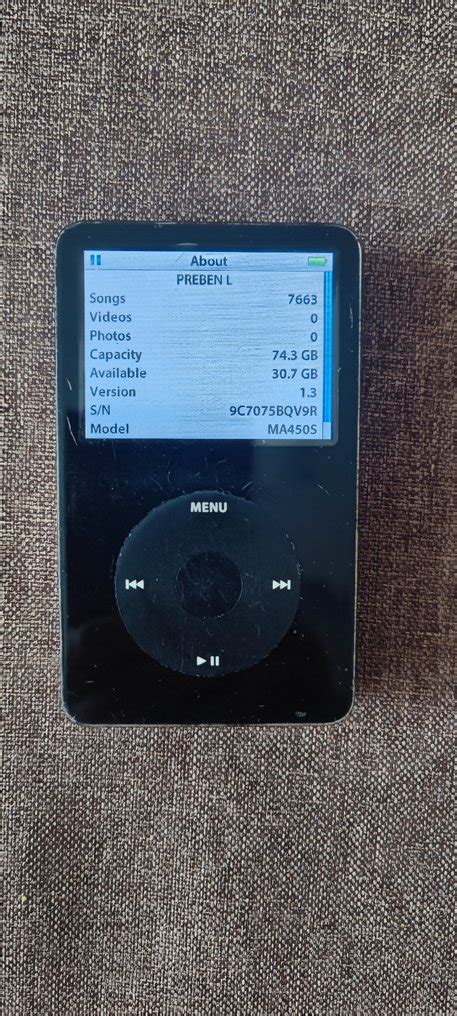 About
PREBEN L
Songs 7663
Videos 0
Photos 0
Capacity 74.3 GB
Available 30.7 GB
Version 1.3
S/N 9C7075BQV9R
Model MA450S
MENU